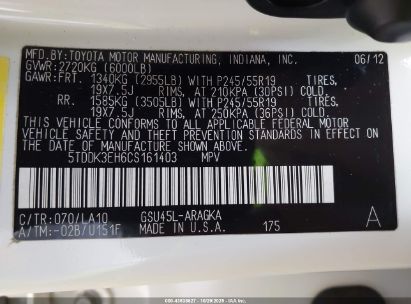 MFD.BY: TOYOTA MOTOR MANUFACTURING, INDIANA, INC. 06/12
GVWR: 2720KG (6000LB)
GAWR: FRT. 1340KG (2955LB) WITH P245/55R19 TIRES,
19X7.5J RIMS, AT 210KPA (30PSI) COLD
RR. 1585KG (3505LB) WITH P245/55R19 TIRES,
19X7.5J RIMS, AT 250KPA (36PSI) COLD
THIS VEHICLE CONFORMS TO ALL APPLICABLE FEDERAL MOTOR
VEHICLE SAFETY AND THEFT PREVENTION STANDARDS IN EFFECT ON
THE DATE OF MANUFACTURE SHOWN ABOVE.
5TDDK3EH6CS161403 MPV
C/TR: 070/LA10 GSU45L-ARAGKA A
A/TM: -02B/U151F MADE IN U.S.A. 175